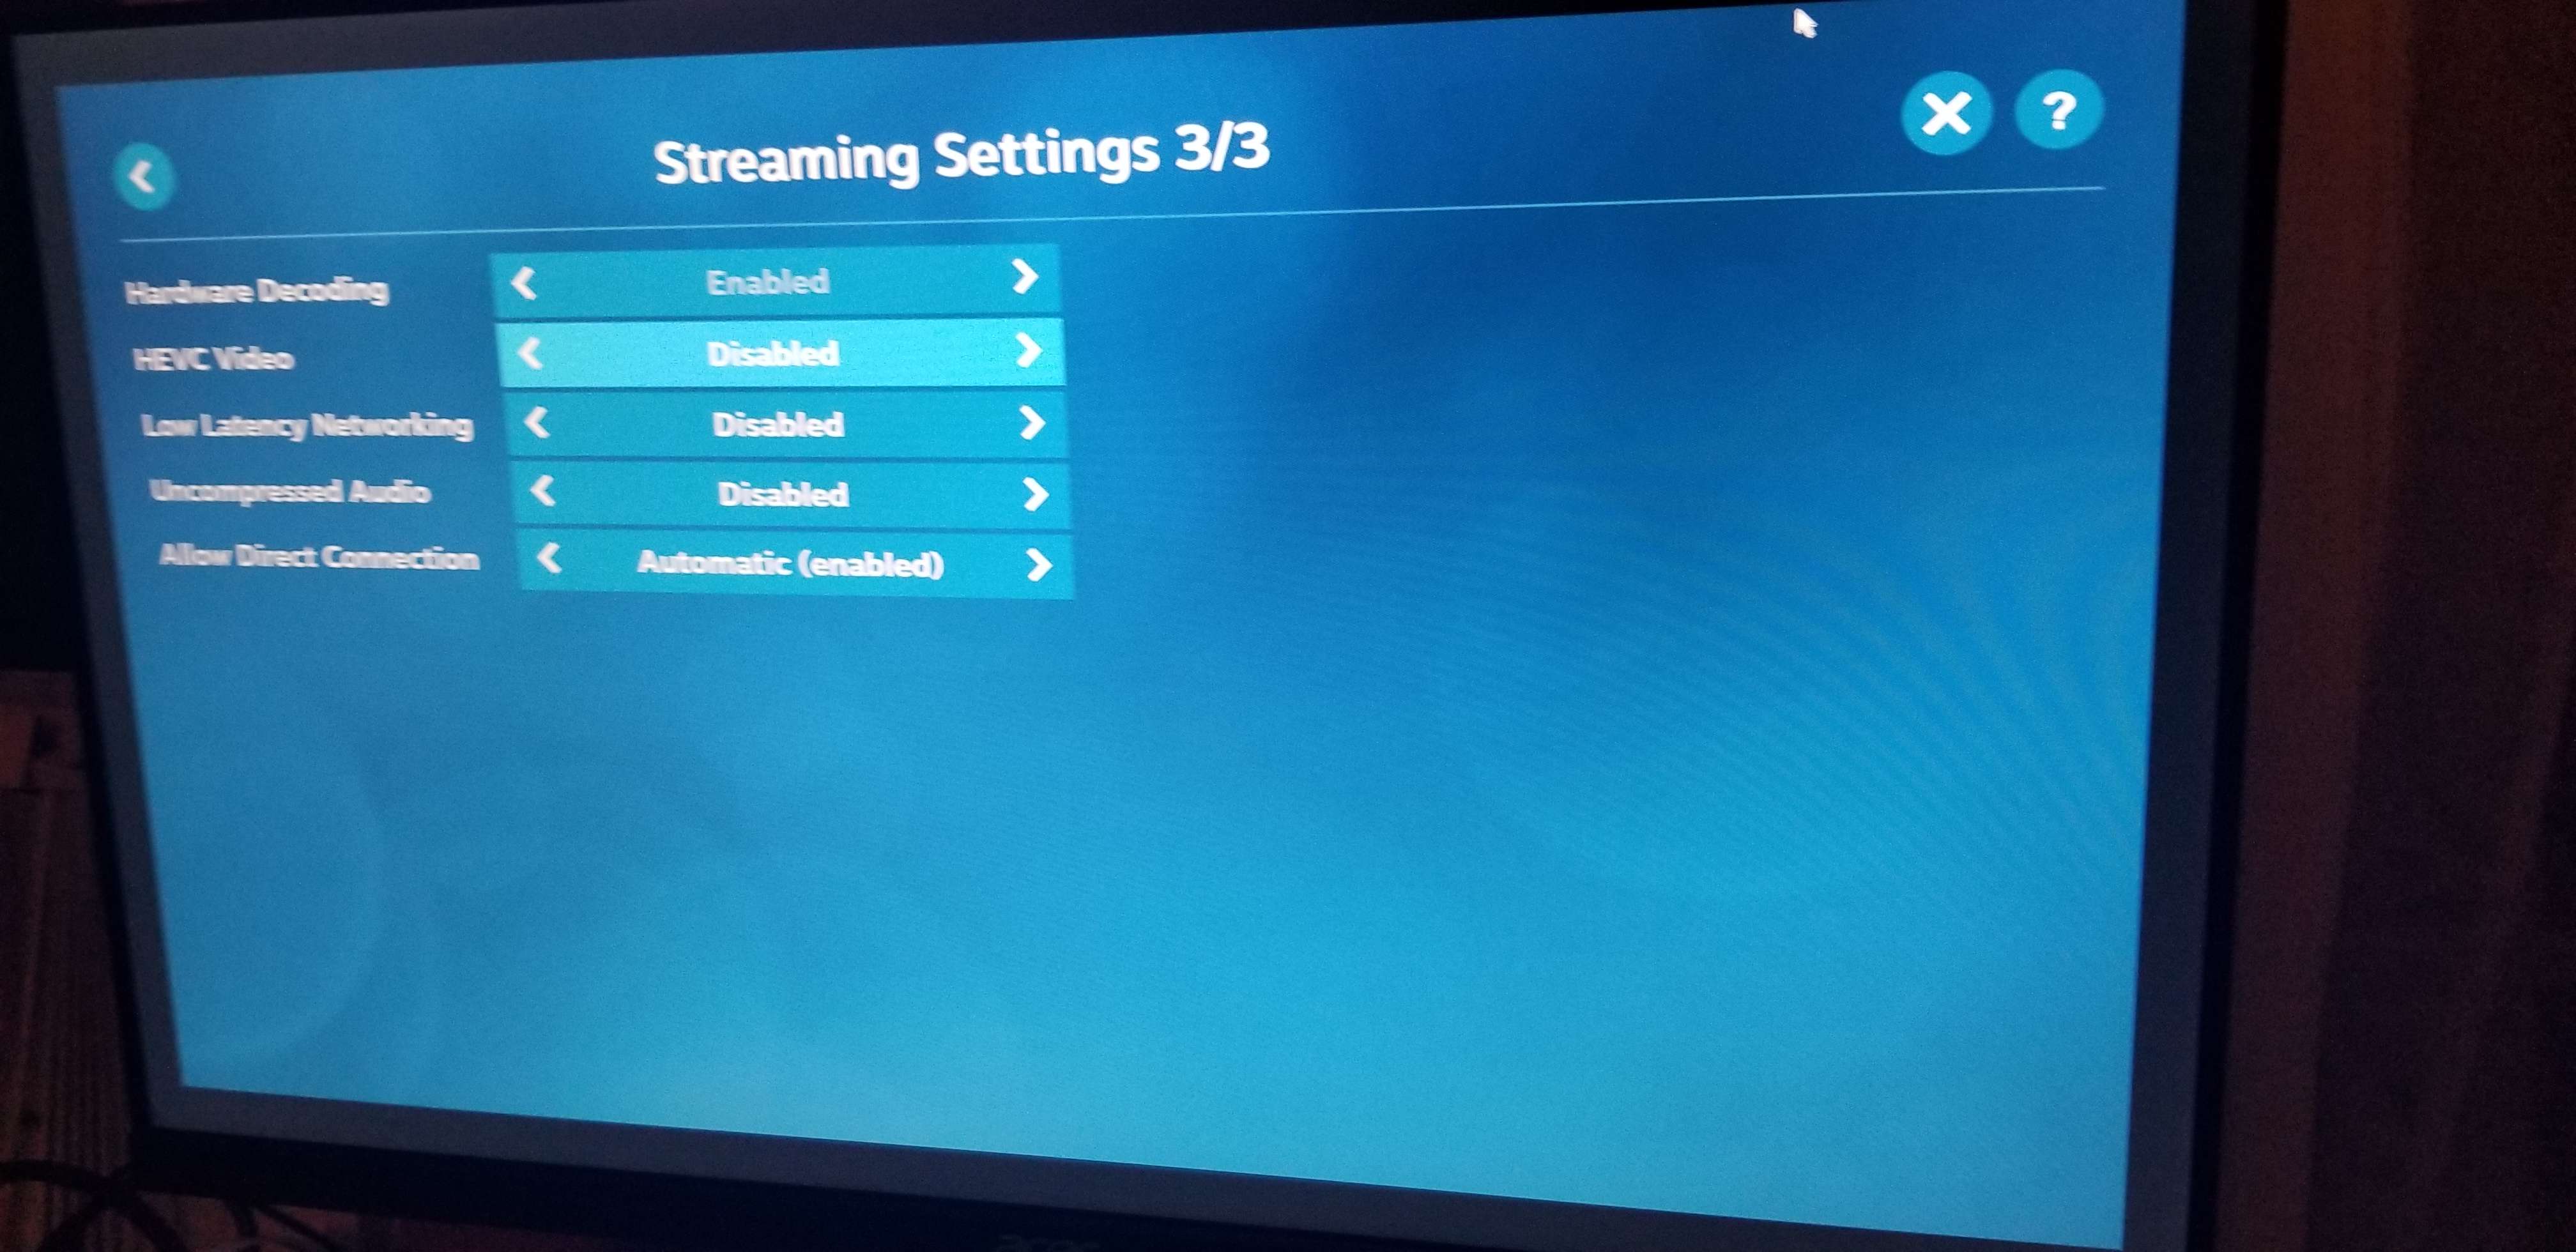 Streaming Settings 3/3
?
Hardware Decoding Enabled
HEVC Video Disabled
Low Latency Networking Disabled
Uncompressed Audio Disabled
Allow Direct Connection Automatic (enabled)